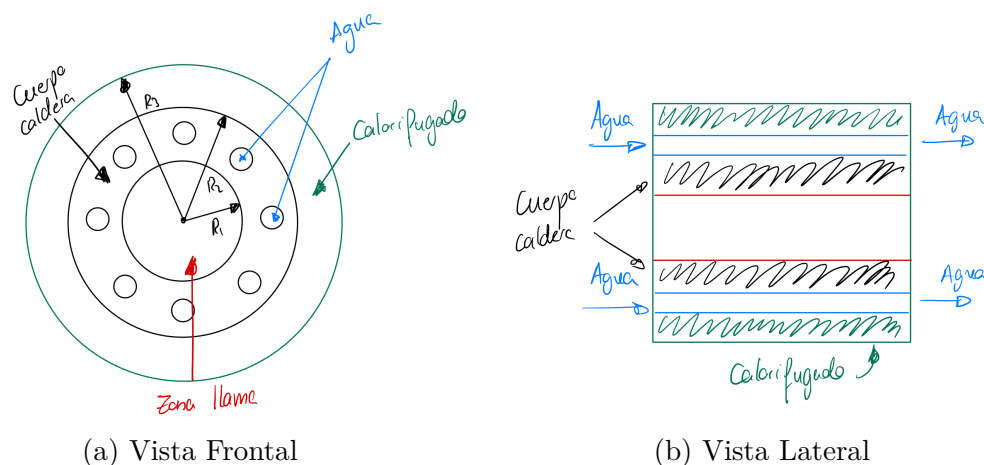 Agua
Cuerpo
caldera
R3
Calorifugado
R2
R1
Zona llama
(a) Vista Frontal
Agua
Agua
Cuerpo
caldera
Agua
Agua
Calorifugado
(b) Vista Lateral